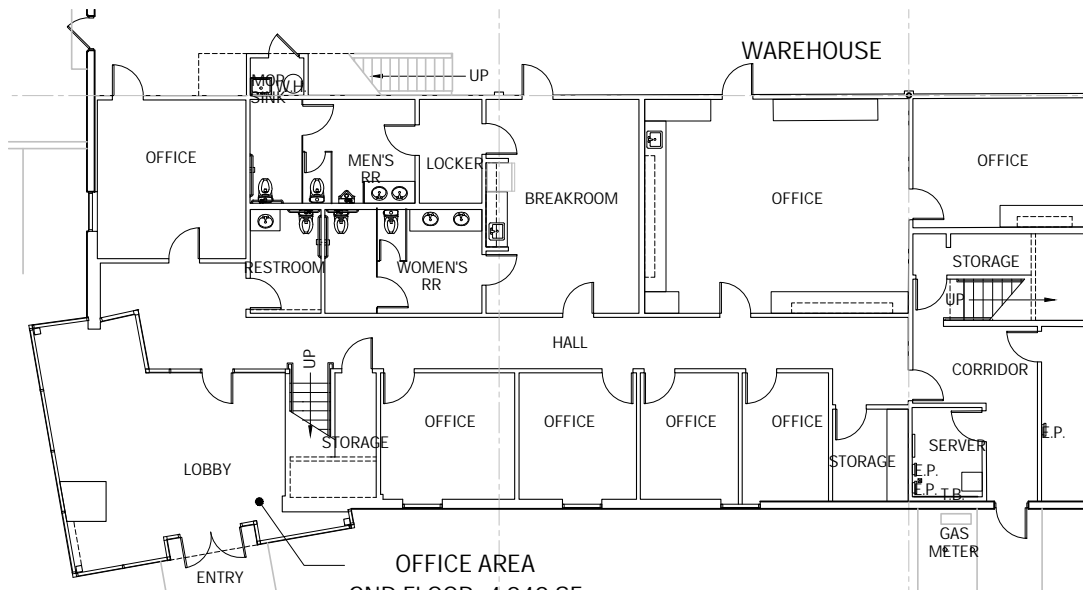 WAREHOUSE
MOP
SINK
W.H.
UP
OFFICE
MEN'S
RR
LOCKER
BREAKROOM
OFFICE
OFFICE
RESTROOM
WOMEN'S
RR
STORAGE
UP
HALL
UP
CORRIDOR
OFFICE
OFFICE
OFFICE
OFFICE
STORAGE
LOBBY
STORAGE
SERVER
E.P.
E.P.
E.P.
T.B.
GAS
METER
ENTRY
OFFICE AREA